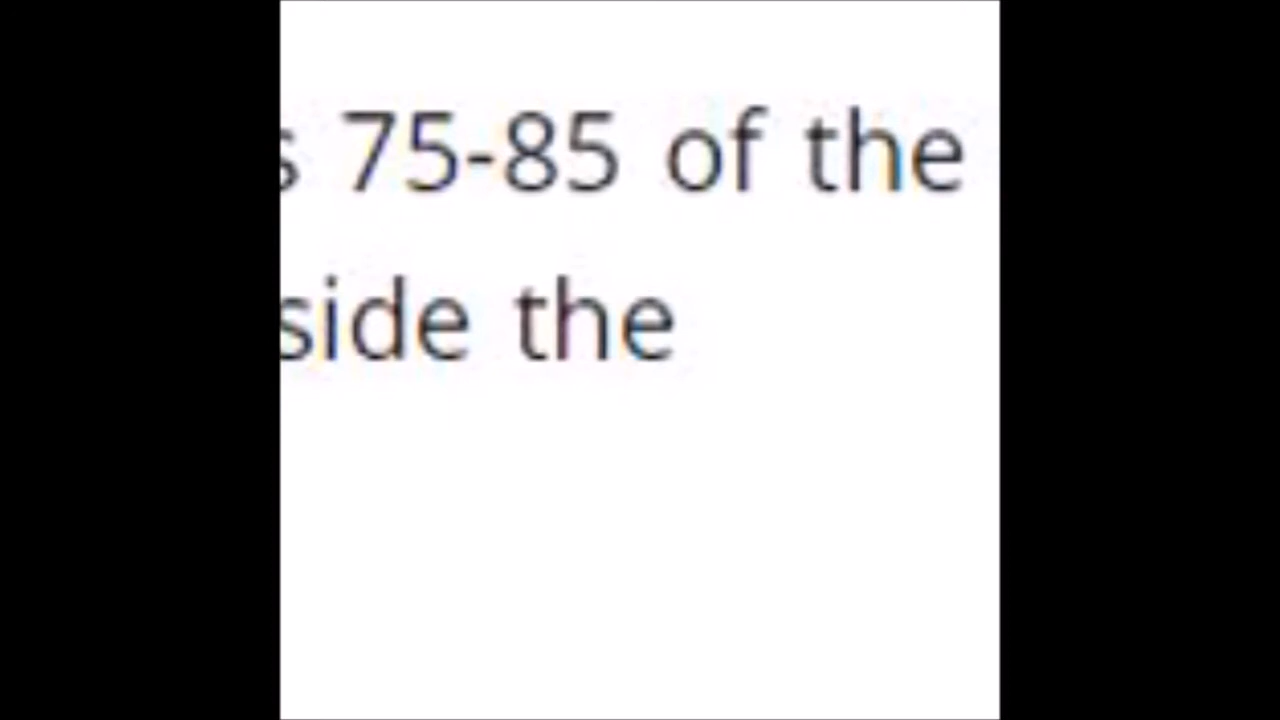 s 75-85 of the
side the